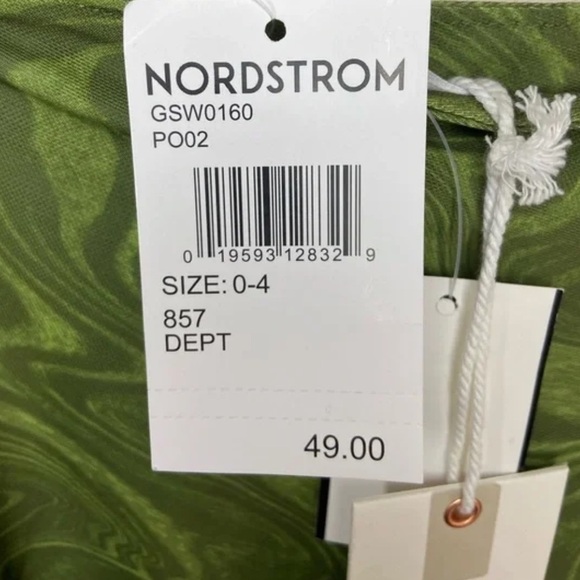 NORDSTROM
GSW0160
PO02
0 19593 12832 9
SIZE: 0-4
857
DEPT
49.00